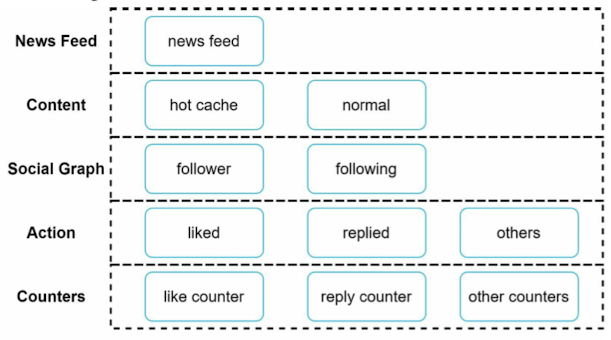 News Feed
news feed
Content
hot cache
normal
Social Graph
follower
following
Action
liked
replied
others
Counters
like counter
reply counter
other counters